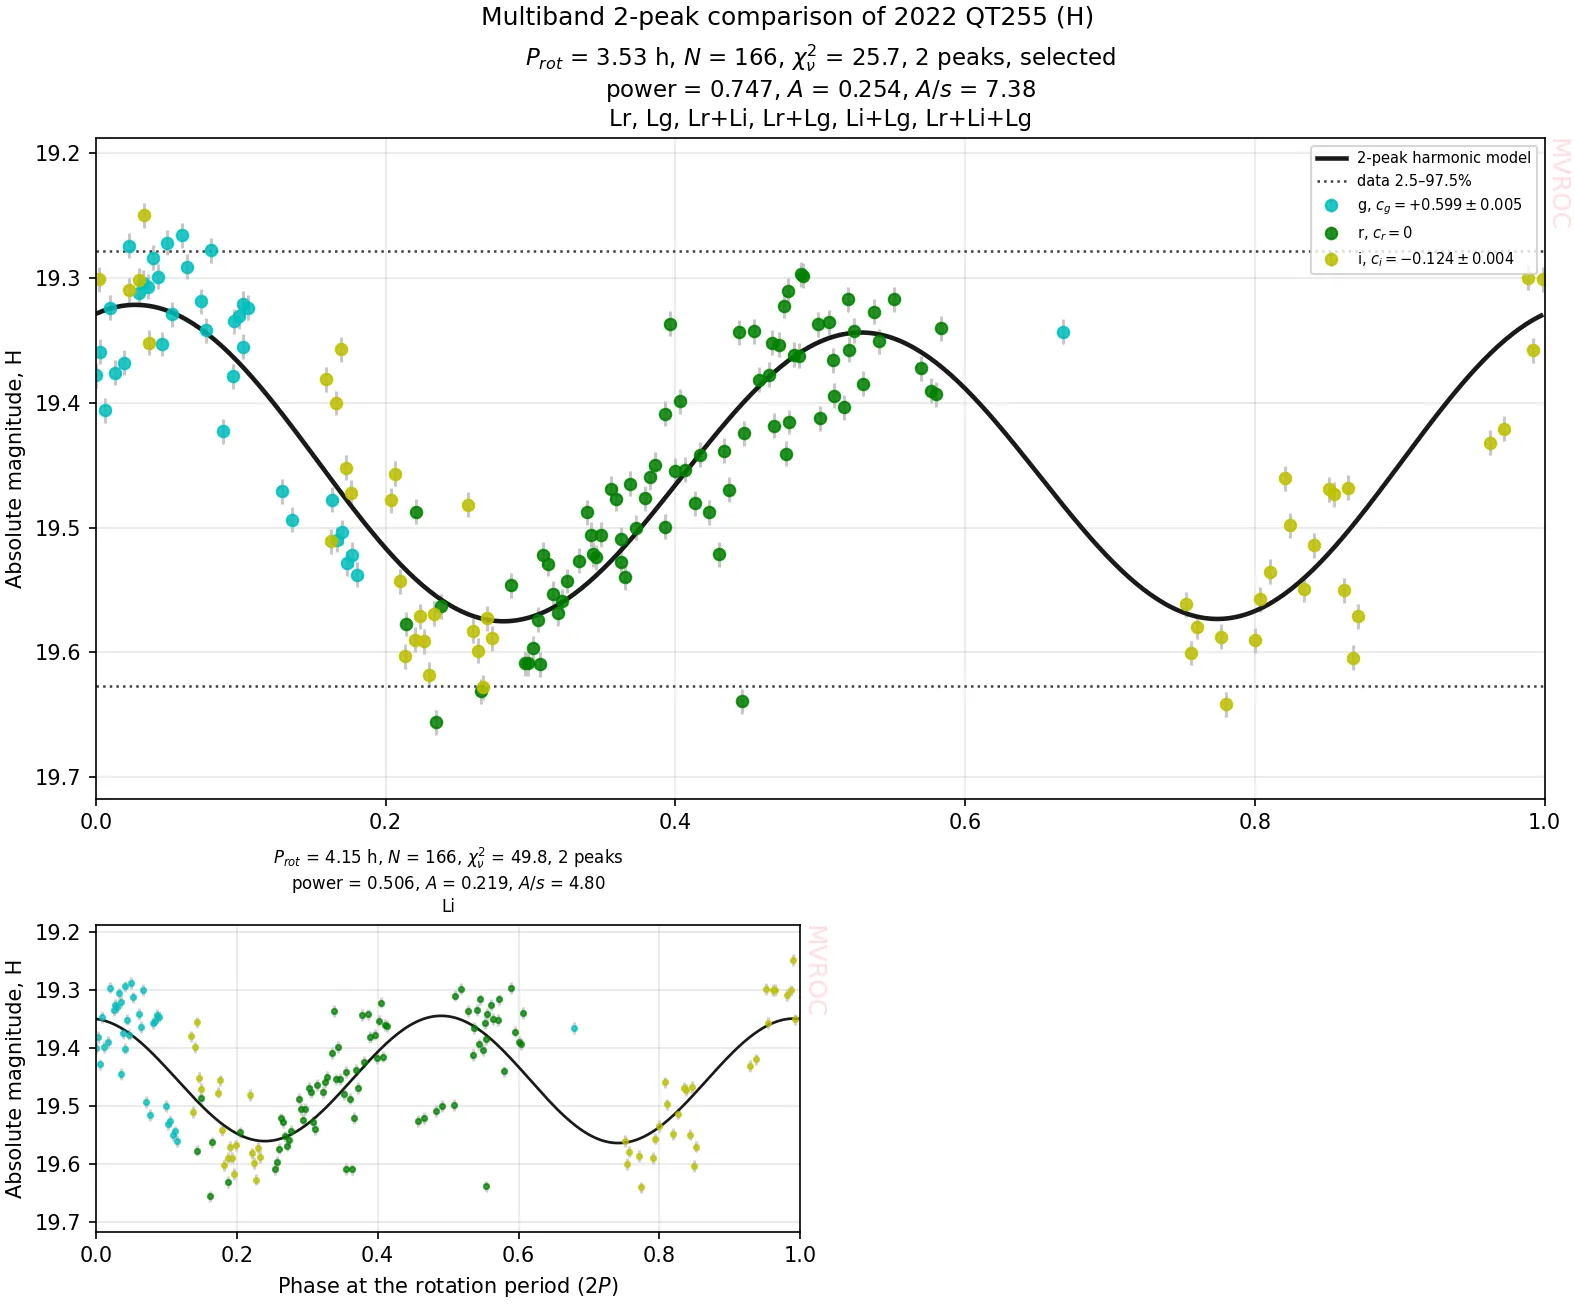 Multiband 2-peak comparison of 2022 QT255 (H)
P_rot = 3.53 h, N = 166, χ²_ν = 25.7, 2 peaks, selected
power = 0.747, A = 0.254, A/s = 7.38
Lr, Lg, Lr+Li, Lr+Lg, Li+Lg, Lr+Li+Lg
2-peak harmonic model
data 2.5–97.5%
g, c_g = +0.599 ± 0.005
r, c_r = 0
i, c_i = −0.124 ± 0.004
MVROC
Absolute magnitude, H
19.2
19.3
19.4
19.5
19.6
19.7
0.0 0.2 0.4 0.6 0.8 1.0
P_rot = 4.15 h, N = 166, χ²_ν = 49.8, 2 peaks
power = 0.506, A = 0.219, A/s = 4.80
Li
MVROC
Absolute magnitude, H
19.2
19.3
19.4
19.5
19.6
19.7
0.0 0.2 0.4 0.6 0.8 1.0
Phase at the rotation period (2P)